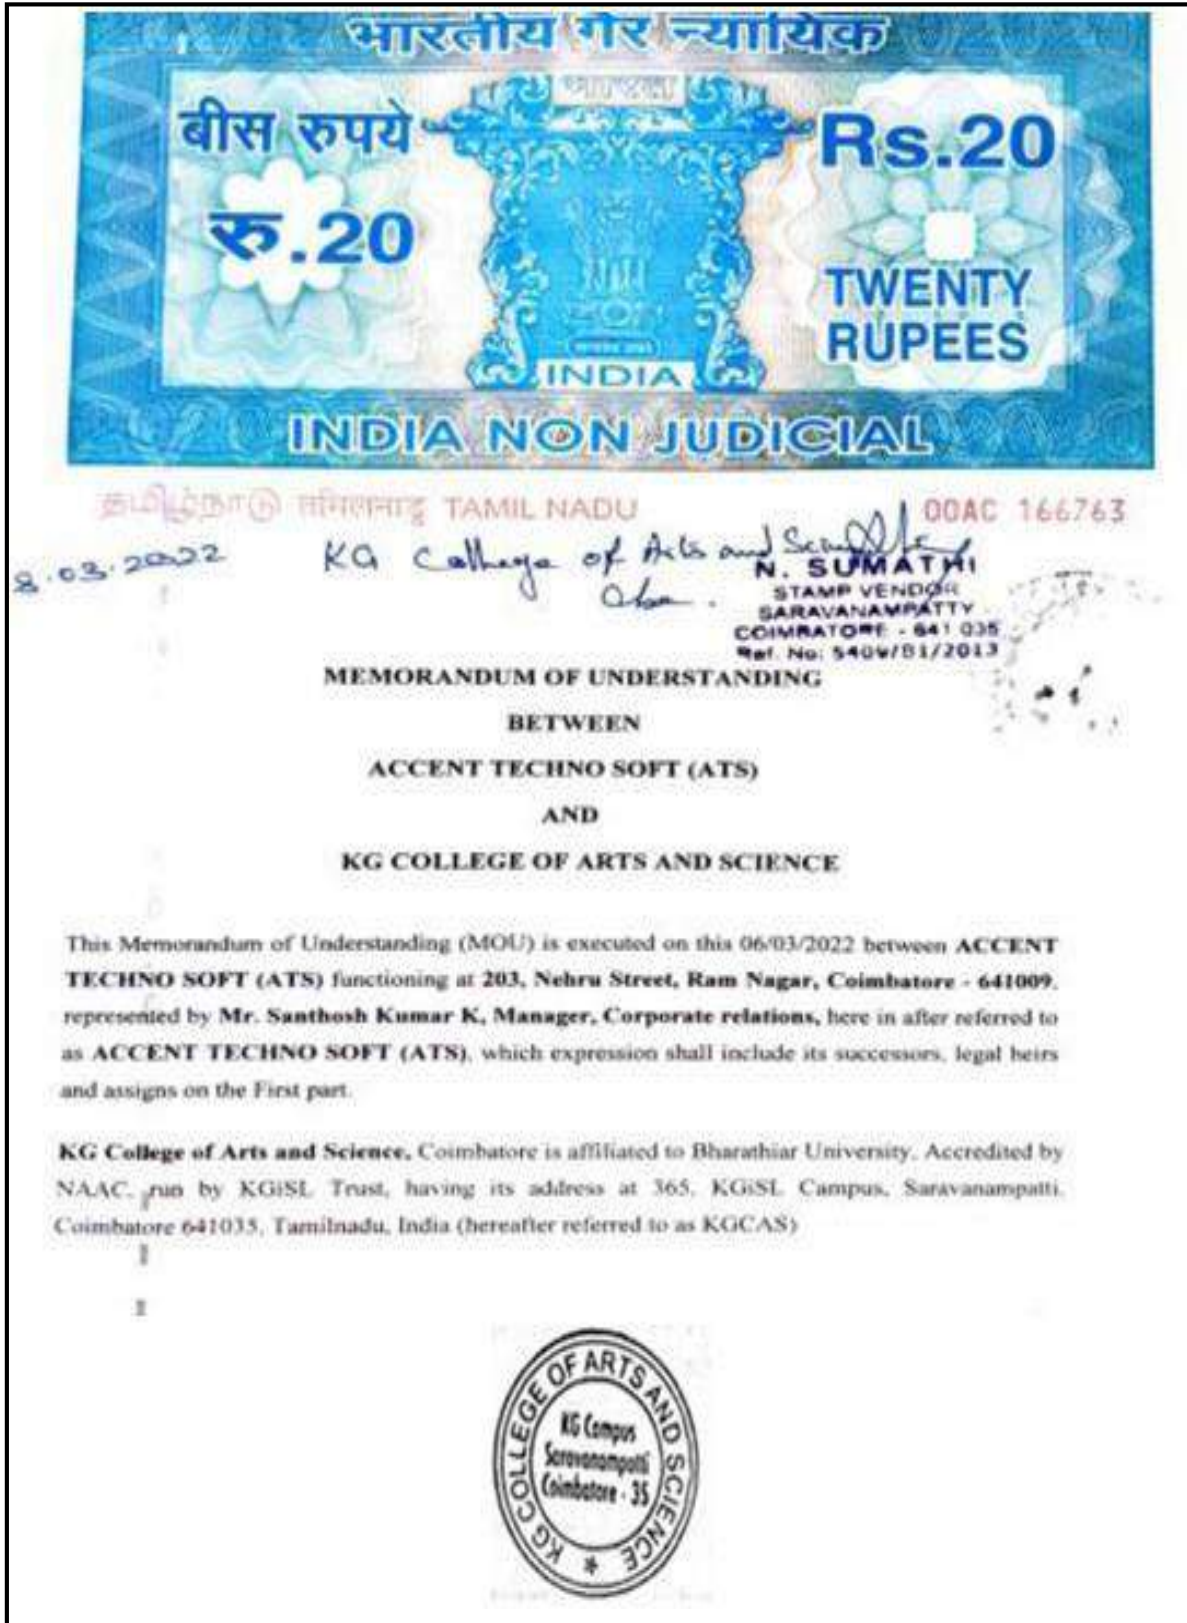 भारतीय गैर न्यायिक
बीस रुपये
रु.20
भारत
Rs.20
TWENTY
RUPEES
INDIA
INDIA NON JUDICIAL
தமிழ்நாடு तमिलनाडु TAMIL NADU
00AC 166763
8.03.2022
KG College of Arts and Science
N. SUMATHI
STAMP VENDOR
SARAVANAMPATTY
COIMBATORE - 641 035
Ref. No: 5409/B1/2013
MEMORANDUM OF UNDERSTANDING
BETWEEN
ACCENT TECHNO SOFT (ATS)
AND
KG COLLEGE OF ARTS AND SCIENCE
This Memorandum of Understanding (MOU) is executed on this 06/03/2022 between ACCENT
TECHNO SOFT (ATS) functioning at 203, Nehru Street, Ram Nagar, Coimbatore - 641009,
represented by Mr. Santhosh Kumar K, Manager, Corporate relations, here in after referred to
as ACCENT TECHNO SOFT (ATS), which expression shall include its successors, legal heirs
and assigns on the First part.
KG College of Arts and Science, Coimbatore is affiliated to Bharathiar University, Accredited by
NAAC, run by KGiSL Trust, having its address at 365, KGiSL Campus, Saravanampatti,
Coimbatore 641035, Tamilnadu, India (hereafter referred to as KGCAS)
KG COLLEGE OF ARTS AND SCIENCE
KG Campus
Saravanampatti
Coimbatore - 35